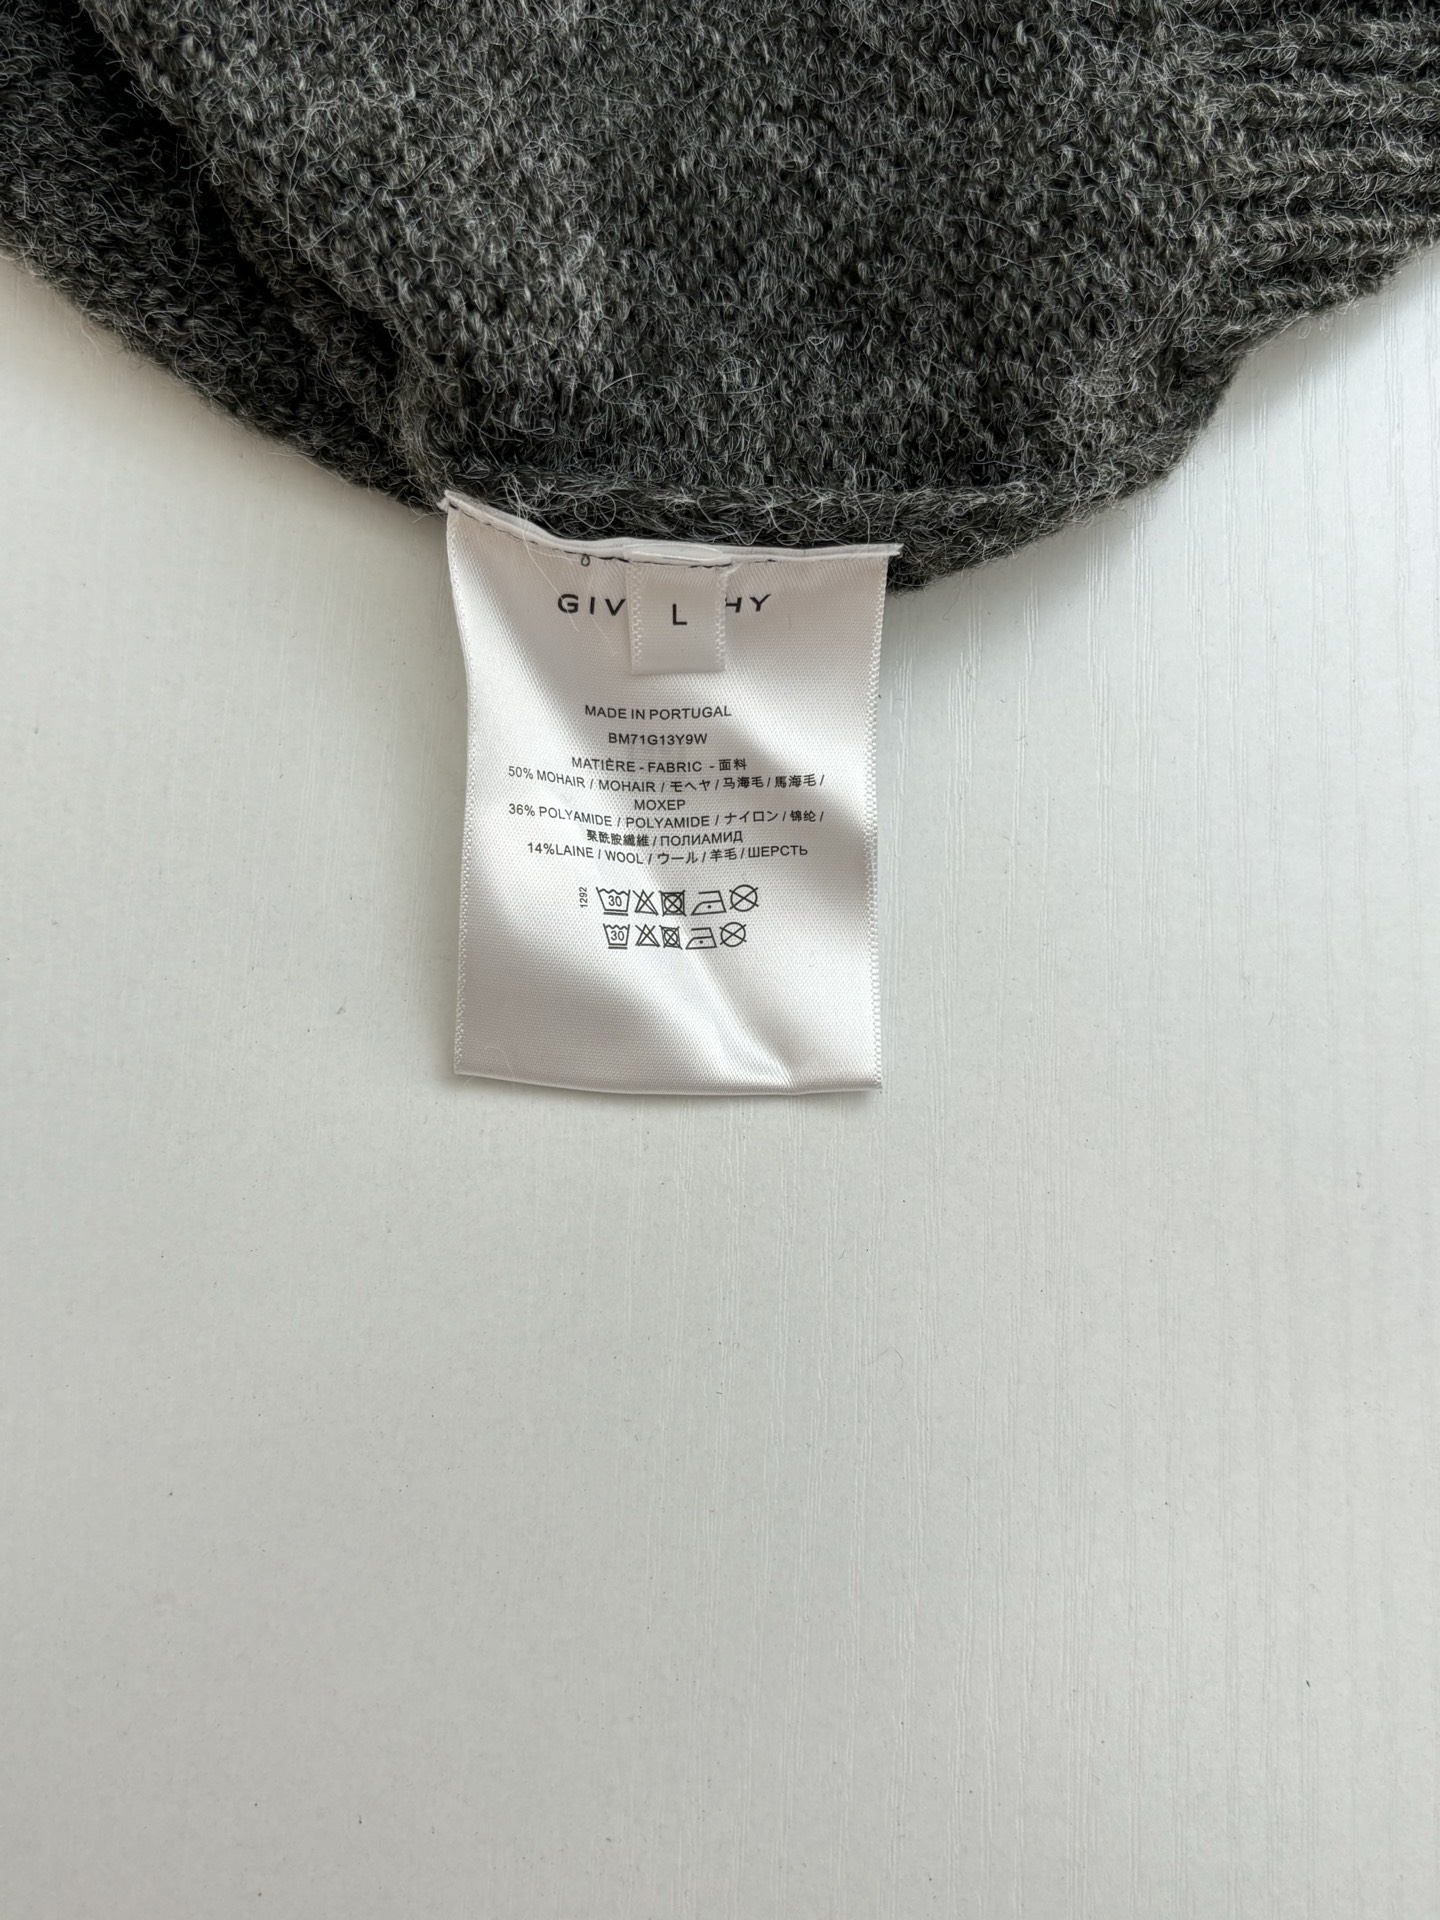 GIV L HY
MADE IN PORTUGAL
BM71G13Y9W
MATIÈRE - FABRIC - 面料
50% MOHAIR / MOHAIR / モヘヤ / 马海毛 / 馬海毛 /
МОХЕР
36% POLYAMIDE / POLYAMIDE / ナイロン / 锦纶 /
聚酰胺纖維 / ПОЛИАМИД
14%LAINE / WOOL / ウール / 羊毛 / ШЕРСТЬ
1292
30
30